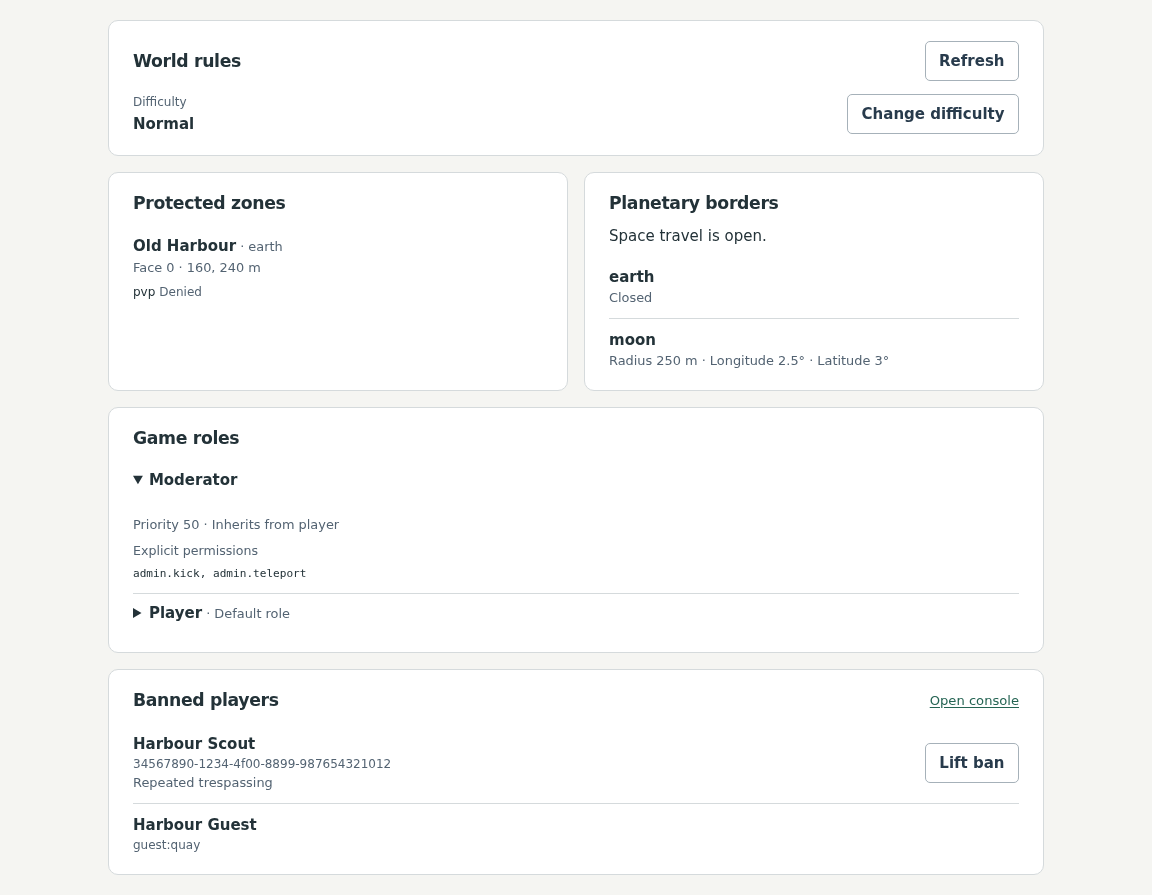 World rules
Refresh
Difficulty
Normal
Change difficulty
Protected zones
Old Harbour · earth
Face 0 · 160, 240 m
pvp Denied
Planetary borders
Space travel is open.
earth
Closed
moon
Radius 250 m · Longitude 2.5° · Latitude 3°
Game roles
Moderator
Priority 50 · Inherits from player
Explicit permissions
admin.kick, admin.teleport
Player · Default role
Banned players
Open console
Harbour Scout
34567890-1234-4f00-8899-987654321012
Repeated trespassing
Lift ban
Harbour Guest
guest:quay